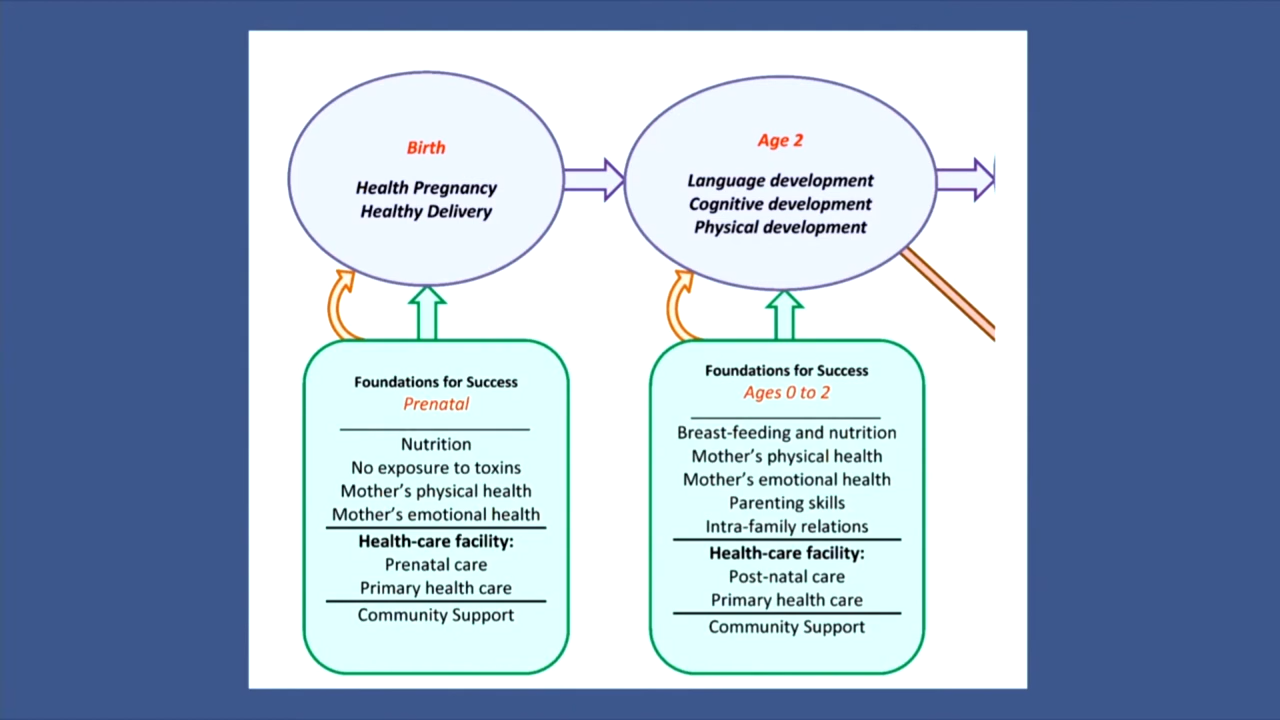 Birth
Health Pregnancy
Healthy Delivery
Age 2
Language development
Cognitive development
Physical development
Foundations for Success
Prenatal
Nutrition
No exposure to toxins
Mother's physical health
Mother's emotional health
Health-care facility:
Prenatal care
Primary health care
Community Support
Foundations for Success
Ages 0 to 2
Breast-feeding and nutrition
Mother's physical health
Mother's emotional health
Parenting skills
Intra-family relations
Health-care facility:
Post-natal care
Primary health care
Community Support